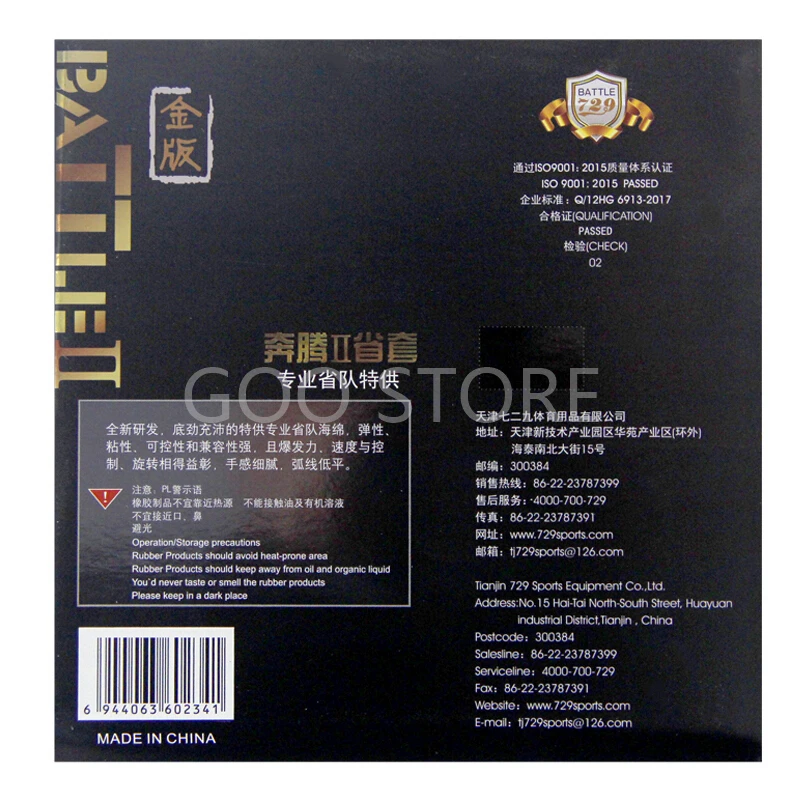 BATTLE II
金版
BATTLE
729
通过ISO9001: 2015质量体系认证
ISO 9001: 2015 PASSED
企业标准: Q/12HG 6913-2017
合格证(QUALIFICATION)
PASSED
检验(CHECK)
02
奔腾II省套
专业省队特供
GOO STORE
全新研发，底劲充沛的特供专业省队海绵，弹性、
粘性，可控性和兼容性强，且爆发力，速度与控
制、旋转相得益彰，手感细腻，弧线低平。
注意，PL警示语
橡胶制品不宜靠近热源 不能接触油及有机溶液
不宜接近口、鼻
避光
Operation/Storage precautions
Rubber Products should avoid heat-prone area
Rubber Products should keep away from oil and organic liquid
You'd never taste or smell the rubber products
Please keep in a dark place
天津七二九体育用品有限公司
地址: 天津新技术产业园区华苑产业区(环外)
海泰南北大街15号
邮编: 300384
销售热线: 86-22-23787399
售后服务: 4000-700-729
传真: 86-22-23787391
网址: www.729sports.com
邮箱: tj729sports@126.com
Tianjin 729 Sports Equipment Co.,Ltd.
Address:No.15 Hai-Tai North-South Street, Huayuan
industrial District,Tianjin , China
Postcode: 300384
Salesline: 86-22-23787399
Serviceline: 4000-700-729
Fax: 86-22-23787391
Website: www.729sports.com
E-mail: tj729sports@126.com
6 944063 602341
MADE IN CHINA